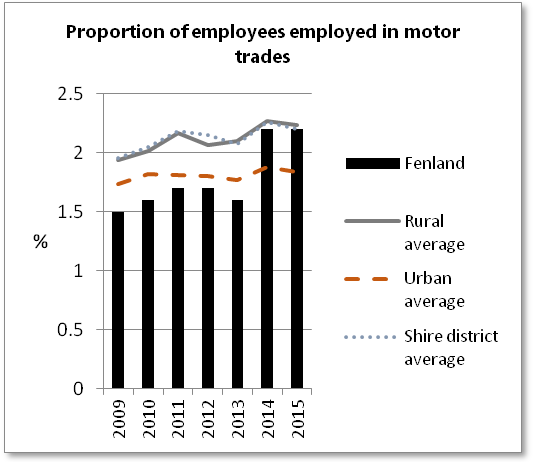 Proportion of employees employed in motor
trades
2.5
2
1.5
1
0.5
0
%
2009
2010
2011
2012
2013
2014
2015
Fenland
Rural
average
Urban
average
Shire district
average